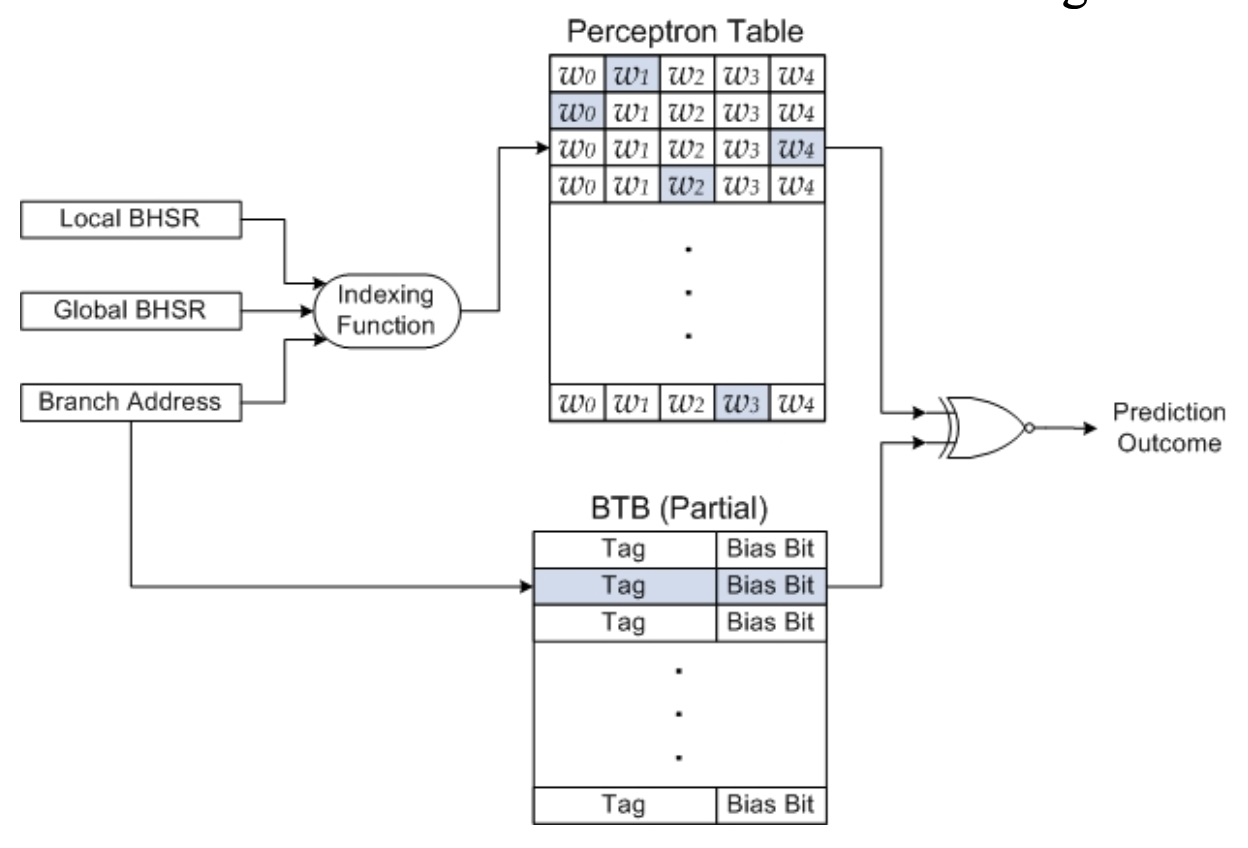 g
Perceptron Table
w0 w1 w2 w3 w4
w0 w1 w2 w3 w4
w0 w1 w2 w3 w4
w0 w1 w2 w3 w4
Local BHSR
Global BHSR
Branch Address
Indexing
Function
w0 w1 w2 w3 w4
Prediction
Outcome
BTB (Partial)
Tag Bias Bit
Tag Bias Bit
Tag Bias Bit
Tag Bias Bit